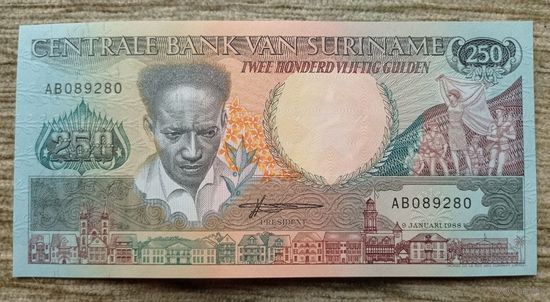 CENTRALE BANK VAN SURINAME
250
TWEE HONDERD VIJFTIG GULDEN
AB089280
250
AB089280
PRESIDENT
9 JANUARI 1988